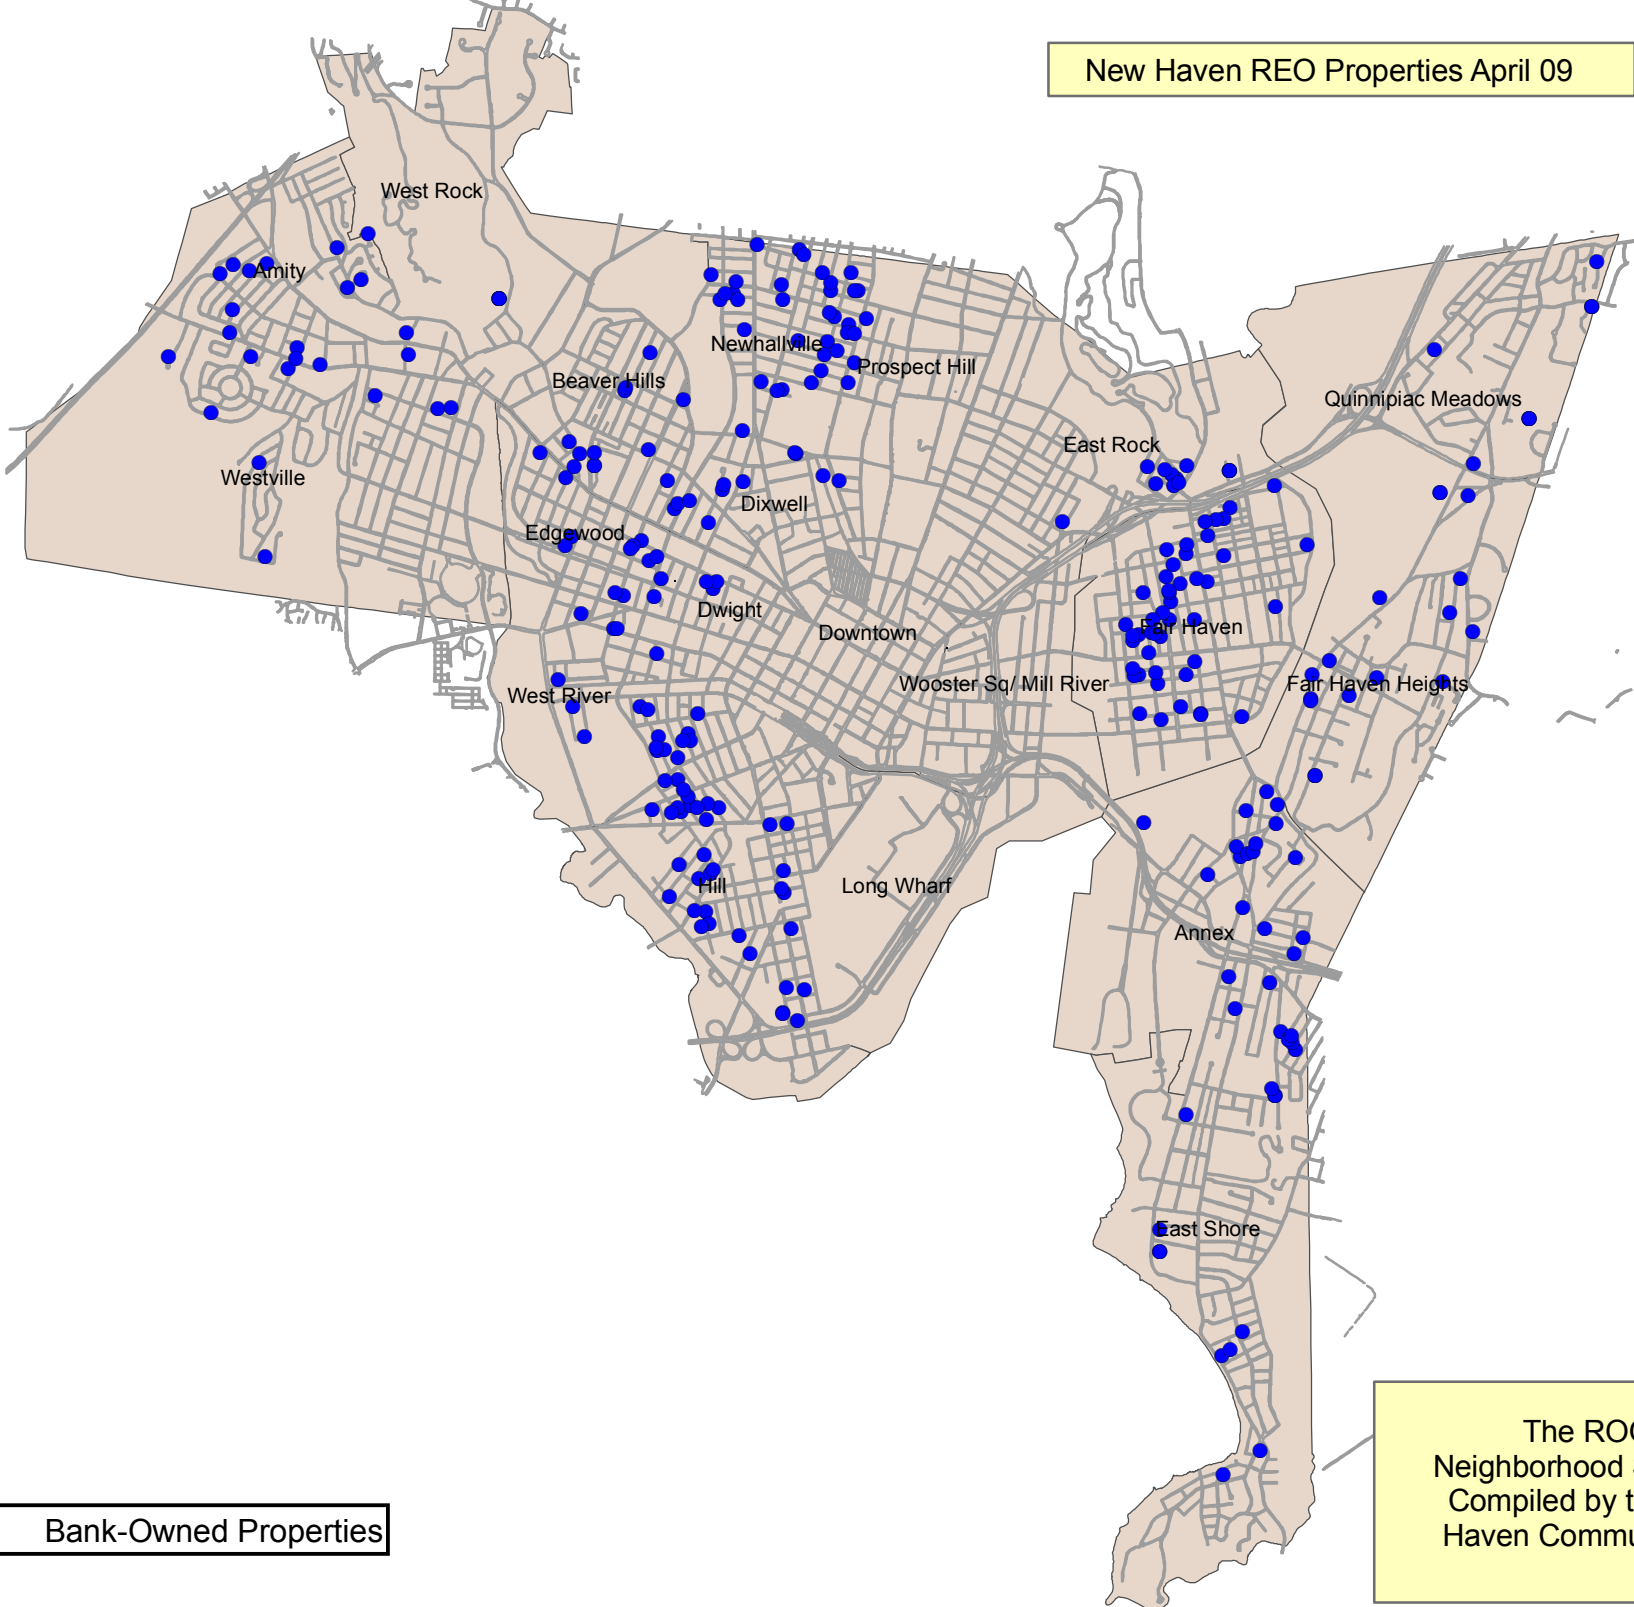 New Haven REO Properties April 09
West Rock
Amity
Newhallville
Prospect Hill
Beaver Hills
Quinnipiac Meadows
East Rock
Westville
Dixwell
Edgewood
Dwight
Downtown
Fair Haven
Wooster Sq/ Mill River
Fair Haven Heights
West River
Hill
Long Wharf
Annex
East Shore
The
Neighborhood
Compiled by
Haven
Bank-Owned Properties